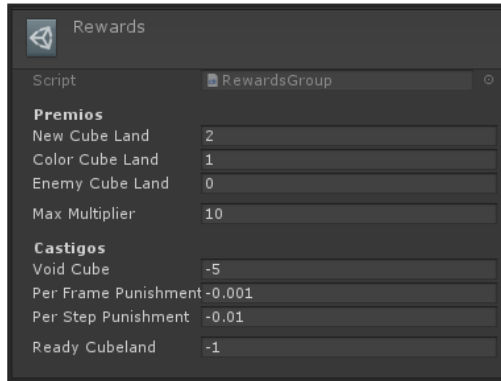 Rewards
Script RewardsGroup
Premios
New Cube Land 2
Color Cube Land 1
Enemy Cube Land 0
Max Multiplier 10
Castigos
Void Cube -5
Per Frame Punishment -0.001
Per Step Punishment -0.01
Ready Cubeland -1